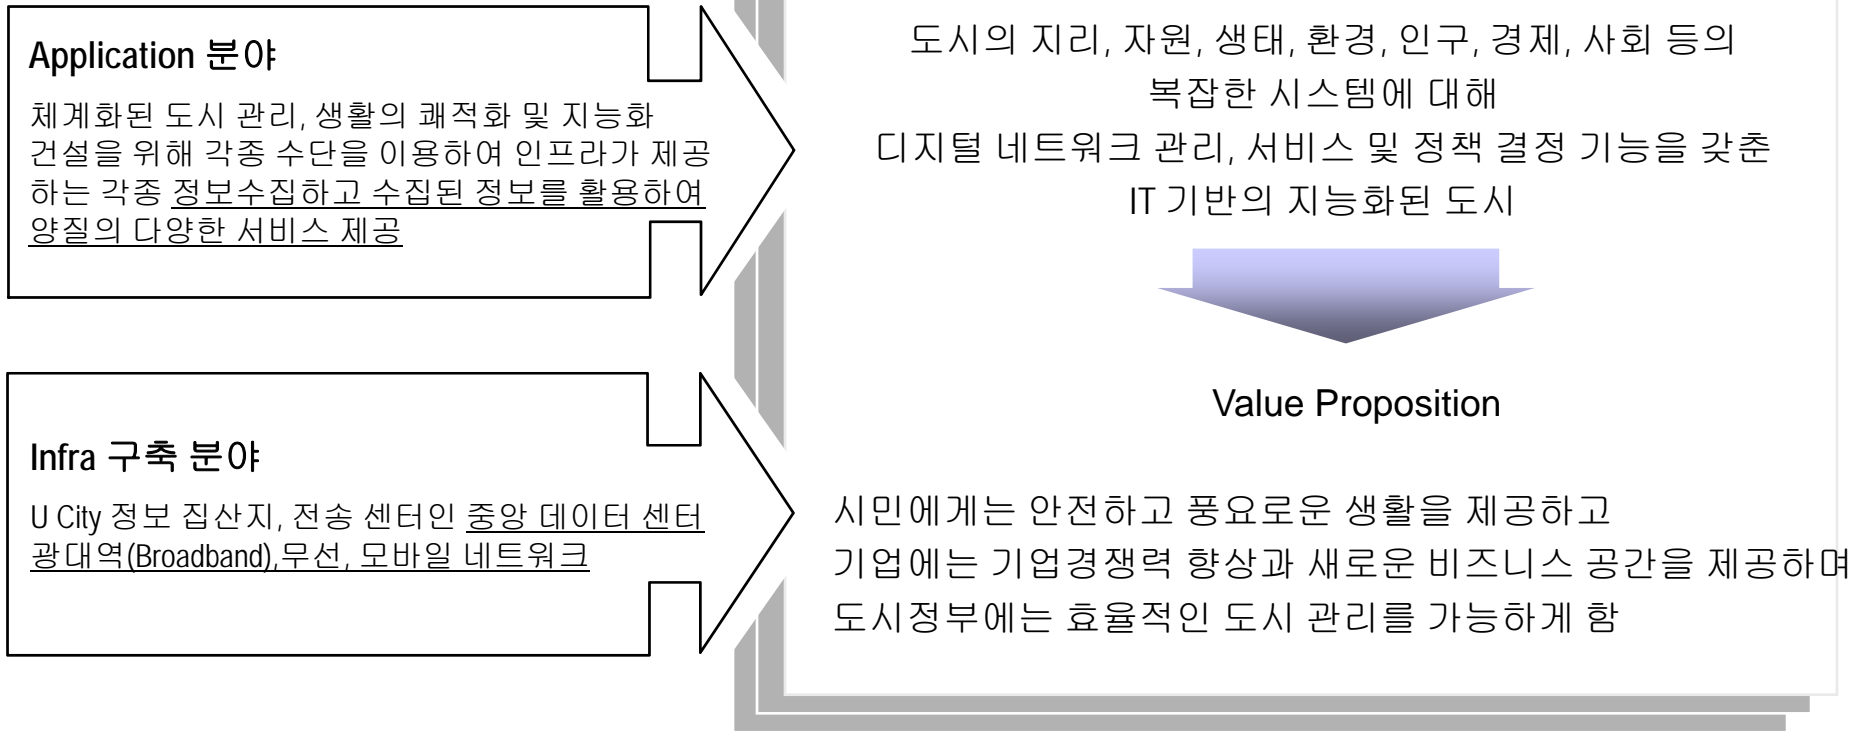 Application 분야
체계화된 도시 관리, 생활의 쾌적화 및 지능화
건설을 위해 각종 수단을 이용하여 인프라가 제공
하는 각종 정보수집하고 수집된 정보를 활용하여
양질의 다양한 서비스 제공
Infra 구축 분야
U City 정보 집산지, 전송 센터인 중앙 데이터 센터
광대역(Broadband),무선, 모바일 네트워크
도시의 지리, 자원, 생태, 환경, 인구, 경제, 사회 등의
복잡한 시스템에 대해
디지털 네트워크 관리, 서비스 및 정책 결정 기능을 갖춘
IT 기반의 지능화된 도시
Value Proposition
시민에게는 안전하고 풍요로운 생활을 제공하고
기업에는 기업경쟁력 향상과 새로운 비즈니스 공간을 제공하며
도시정부에는 효율적인 도시 관리를 가능하게 함